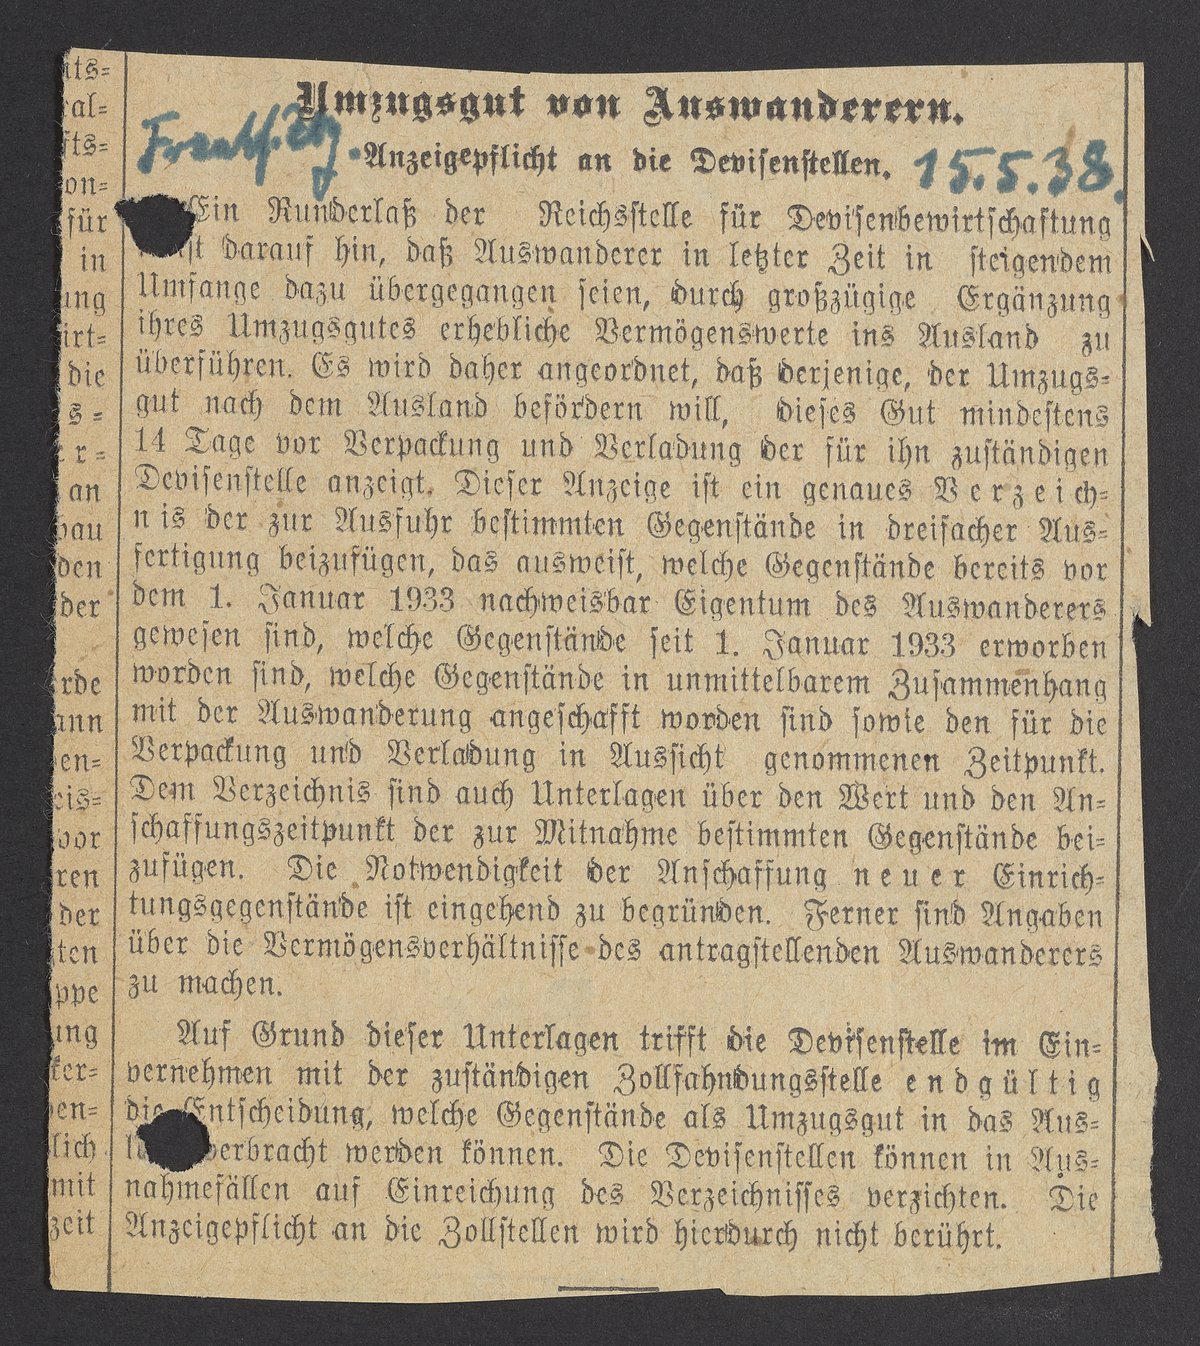 Umzugsgut von Auswanderern.
Frankf. Ztg.
Anzeigepflicht an die Devisenstellen.
15.5.38.
Ein Runderlaß der Reichsstelle für Devisenbewirtschaftung
darauf hin, daß Auswanderer in letzter Zeit in steigendem
Umfange dazu übergegangen seien, durch großzügige Ergänzung
ihres Umzugsgutes erhebliche Vermögenswerte ins Ausland zu
überführen. Es wird daher angeordnet, daß derjenige, der Umzugs-
gut nach dem Ausland befördern will, dieses Gut mindestens
14 Tage vor Verpackung und Verladung der für ihn zuständigen
Devisenstelle anzeigt. Dieser Anzeige ist ein genaues Verzeich-
nis der zur Ausfuhr bestimmten Gegenstände in dreifacher Aus-
fertigung beizufügen, das ausweist, welche Gegenstände bereits vor
dem 1. Januar 1933 nachweisbar Eigentum des Auswanderers
gewesen sind, welche Gegenstände seit 1. Januar 1933 erworben
worden sind, welche Gegenstände in unmittelbarem Zusammenhang
mit der Auswanderung angeschafft worden sind sowie den für die
Verpackung und Verladung in Aussicht genommenen Zeitpunkt.
Dem Verzeichnis sind auch Unterlagen über den Wert und den An-
schaffungszeitpunkt der zur Mitnahme bestimmten Gegenstände bei-
zufügen. Die Notwendigkeit der Anschaffung neuer Einrich-
tungsgegenstände ist eingehend zu begründen. Ferner sind Angaben
über die Vermögensverhältnisse des antragstellenden Auswanderers
zu machen.
Auf Grund dieser Unterlagen trifft die Devisenstelle im Ein-
vernehmen mit der zuständigen Zollfahndungsstelle endgültig
die Entscheidung, welche Gegenstände als Umzugsgut in das Aus-
verbracht werden können. Die Devisenstellen können in Aus-
nahmefällen auf Einreichung des Verzeichnisses verzichten. Die
Anzeigepflicht an die Zollstellen wird hierdurch nicht berührt.